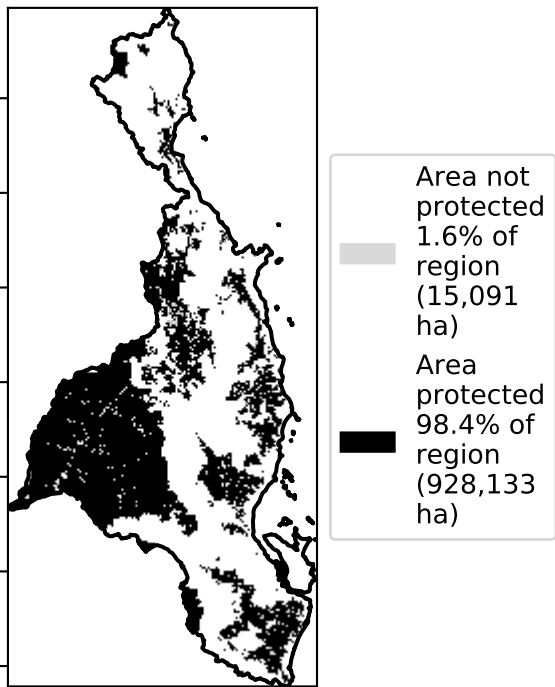 Area not
protected
1.6% of
region
(15,091
ha)
Area
protected
98.4% of
region
(928,133
ha)